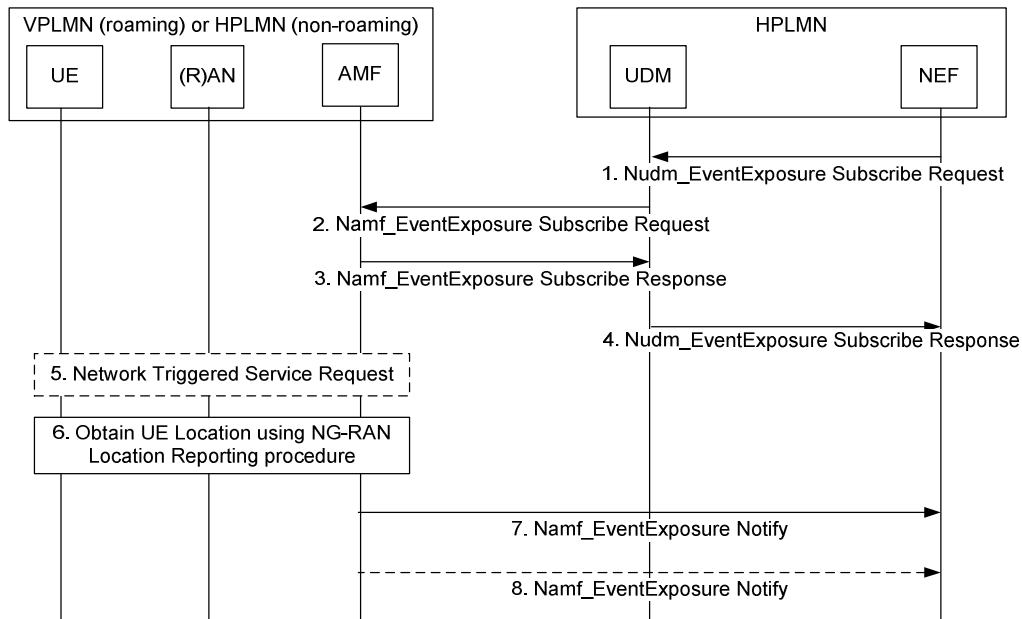 VPLMN (roaming) or HPLMN (non-roaming)
HPLMN
UE
(R)AN
AMF
UDM
NEF
1. Nudm_EventExposure Subscribe Request
2. Namf_EventExposure Subscribe Request
3. Namf_EventExposure Subscribe Response
4. Nudm_EventExposure Subscribe Response
5. Network Triggered Service Request
6. Obtain UE Location using NG-RAN
Location Reporting procedure
7. Namf_EventExposure Notify
8. Namf_EventExposure Notify